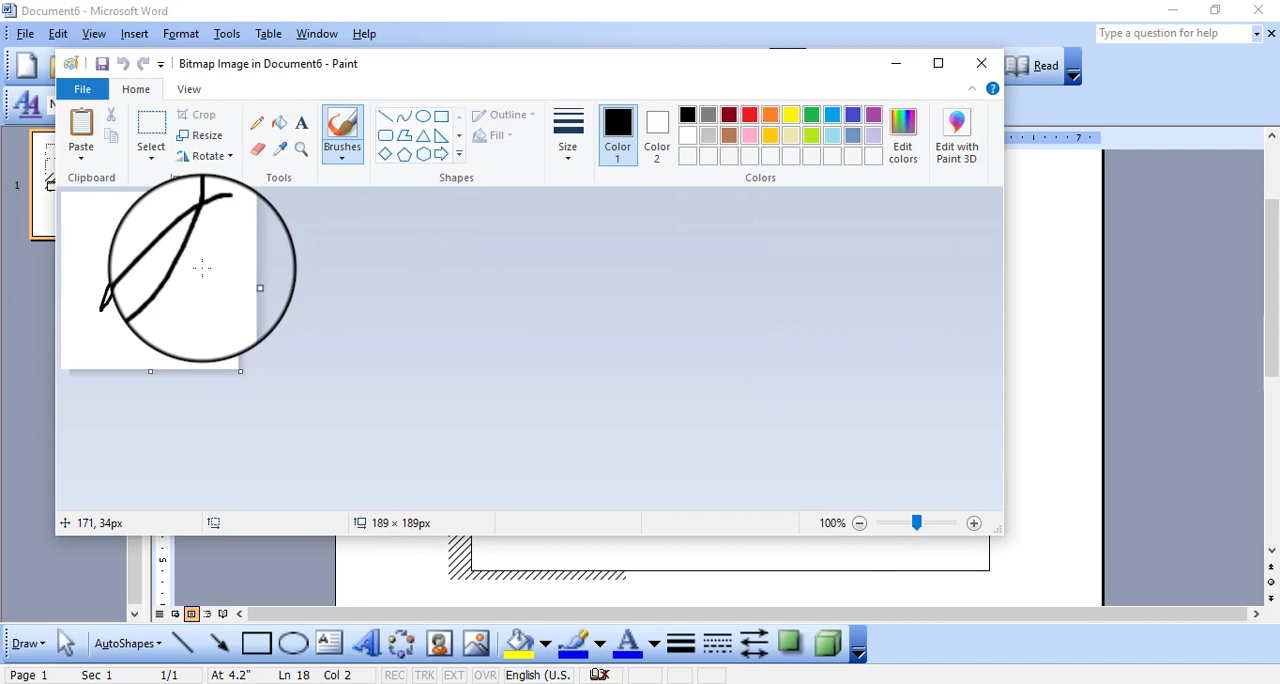 Document6 - Microsoft Word
File Edit View Insert Format Tools Table Window Help
Type a question for help
Bitmap Image in Document6 - Paint
Read
File Home View
Paste
Select
Crop
Resize
Rotate
A
Brushes
Outline
Fill
Size
Color 1
Color 2
Edit colors
Edit with Paint 3D
Clipboard
Tools
Shapes
Colors
7
1
171, 34px
189 × 189px
100%
5
Draw
AutoShapes
Page 1 Sec 1 1/1 At 4.2" Ln 18 Col 2 REC TRK EXT OVR English (U.S.